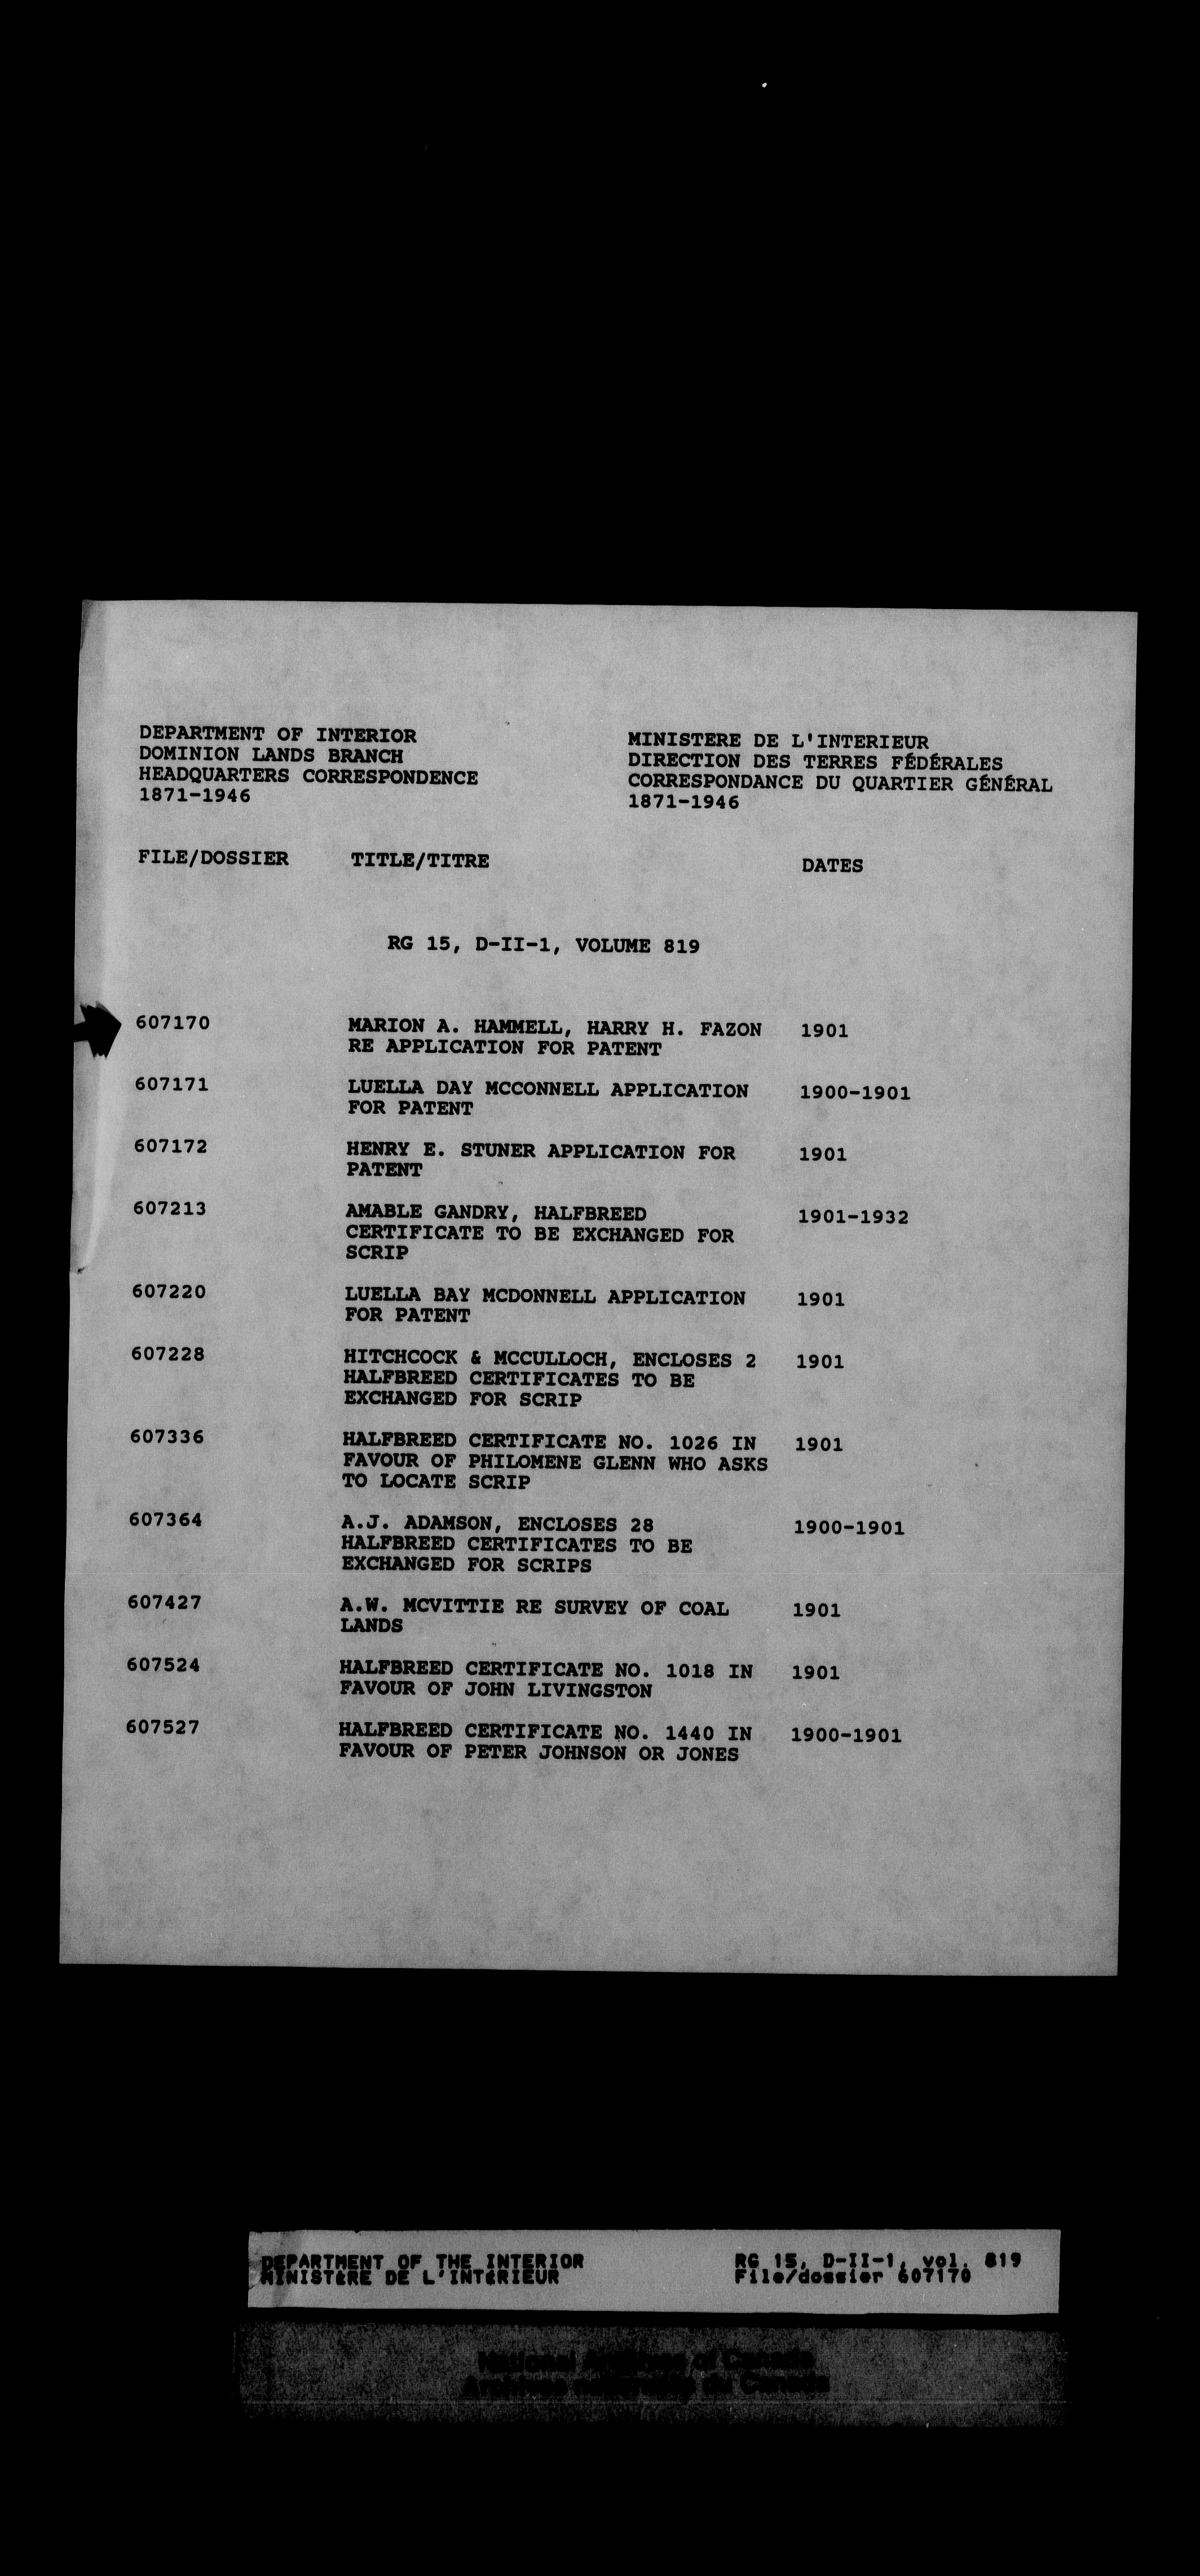 DEPARTMENT OF INTERIOR
DOMINION LANDS BRANCH
HEADQUARTERS CORRESPONDENCE
1871-1946
MINISTERE DE L'INTERIEUR
DIRECTION DES TERRES FÉDÉRALES
CORRESPONDANCE DU QUARTIER GÉNÉRAL
1871-1946
FILE/DOSSIER TITLE/TITRE DATES
RG 15, D-II-1, VOLUME 819
607170 MARION A. HAMMELL, HARRY H. FAZON 1901
RE APPLICATION FOR PATENT
607171 LUELLA DAY MCCONNELL APPLICATION 1900-1901
FOR PATENT
607172 HENRY E. STUNER APPLICATION FOR 1901
PATENT
607213 AMABLE GANDRY, HALFBREED 1901-1932
CERTIFICATE TO BE EXCHANGED FOR
SCRIP
607220 LUELLA BAY MCDONNELL APPLICATION 1901
FOR PATENT
607228 HITCHCOCK & MCCULLOCH, ENCLOSES 2 1901
HALFBREED CERTIFICATES TO BE
EXCHANGED FOR SCRIP
607336 HALFBREED CERTIFICATE NO. 1026 IN 1901
FAVOUR OF PHILOMENE GLENN WHO ASKS
TO LOCATE SCRIP
607364 A.J. ADAMSON, ENCLOSES 28 1900-1901
HALFBREED CERTIFICATES TO BE
EXCHANGED FOR SCRIPS
607427 A.W. MCVITTIE RE SURVEY OF COAL 1901
LANDS
607524 HALFBREED CERTIFICATE NO. 1018 IN 1901
FAVOUR OF JOHN LIVINGSTON
607527 HALFBREED CERTIFICATE NO. 1440 IN 1900-1901
FAVOUR OF PETER JOHNSON OR JONES
DEPARTMENT OF THE INTERIOR
MINISTÈRE DE L'INTÉRIEUR
RG 15, D-II-1, vol. 819
File/dossier 607170
National Archives of Canada
Archives nationales du Canada